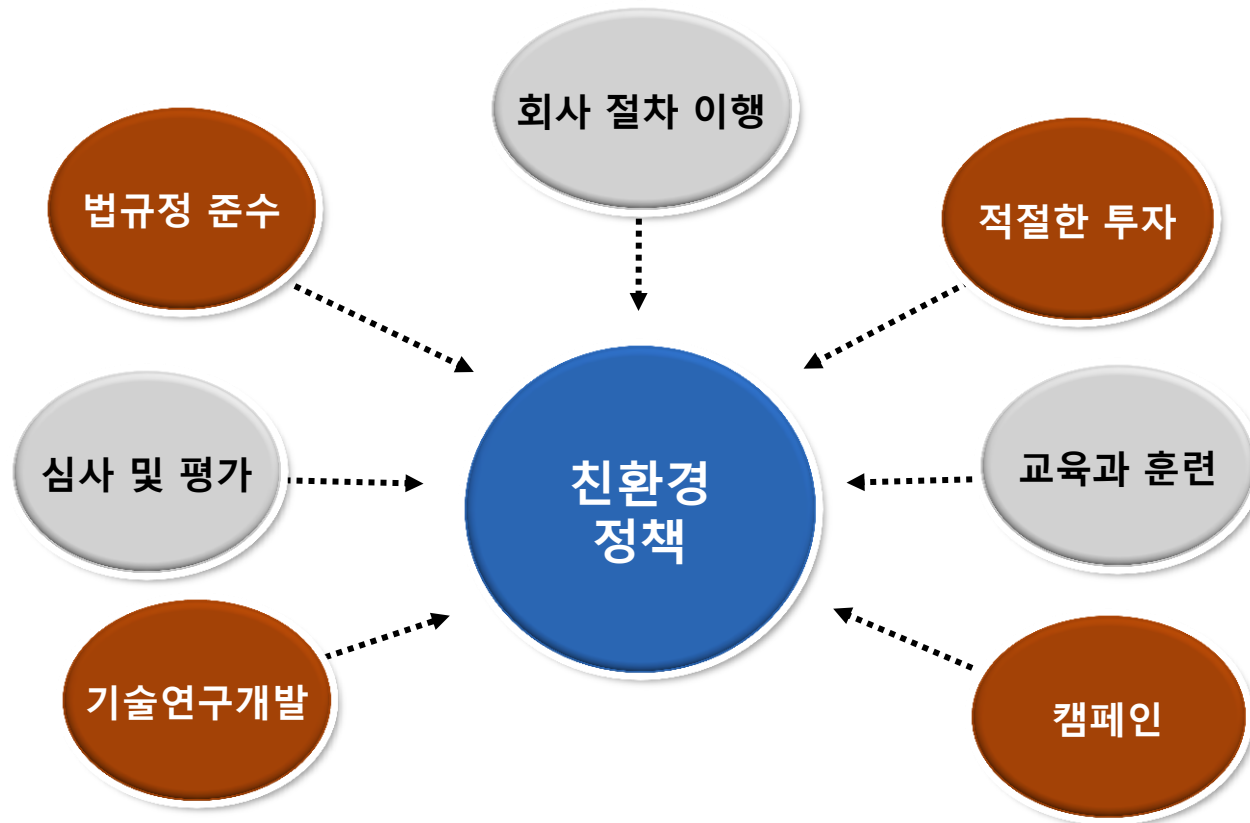 회사 절차 이행
법규정 준수
적절한 투자
심사 및 평가
친환경
정책
교육과 훈련
기술연구개발
캠페인